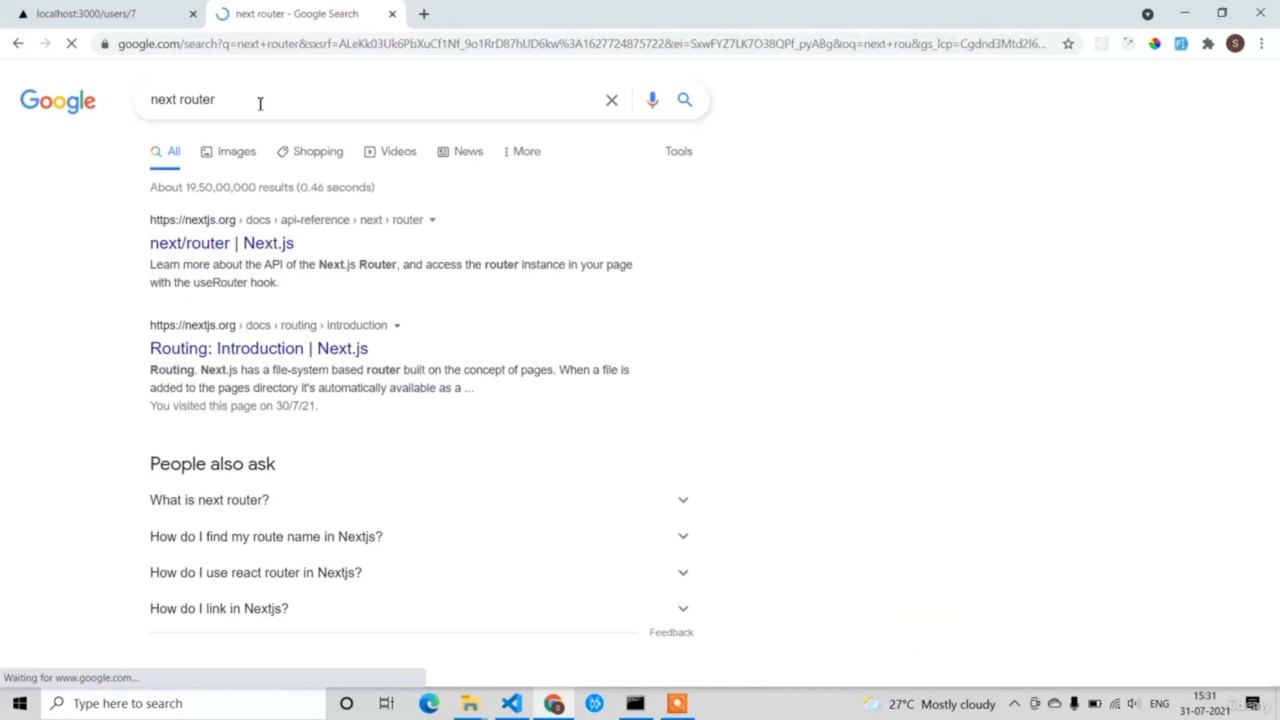 localhost:3000/users/7
next router - Google Search
google.com/search?q=next+router&sxsrf=ALeKk03Uk6PbXuCf1Nl_9o1RrD87hUD6kw%3A1627724875722&ei=SxwFYZ7LK7O38QPf_pyABg&oq=next+rou&gs_lcp=Cgdnd3Mtd2l6...
S
Google
next router
All
Images
Shopping
Videos
News
More
Tools
About 19,50,00,000 results (0.46 seconds)
https://nextjs.org › docs › api-reference › next › router
next/router | Next.js
Learn more about the API of the Next.js Router, and access the router instance in your page
with the useRouter hook.
https://nextjs.org › docs › routing › introduction
Routing: Introduction | Next.js
Routing. Next.js has a file-system based router built on the concept of pages. When a file is
added to the pages directory it's automatically available as a ...
You visited this page on 30/7/21.
People also ask
What is next router?
How do I find my route name in Nextjs?
How do I use react router in Nextjs?
How do I link in Nextjs?
Feedback
Waiting for www.google.com...
Type here to search
27°C Mostly cloudy
ENG
15:31
31-07-2021
Udemy